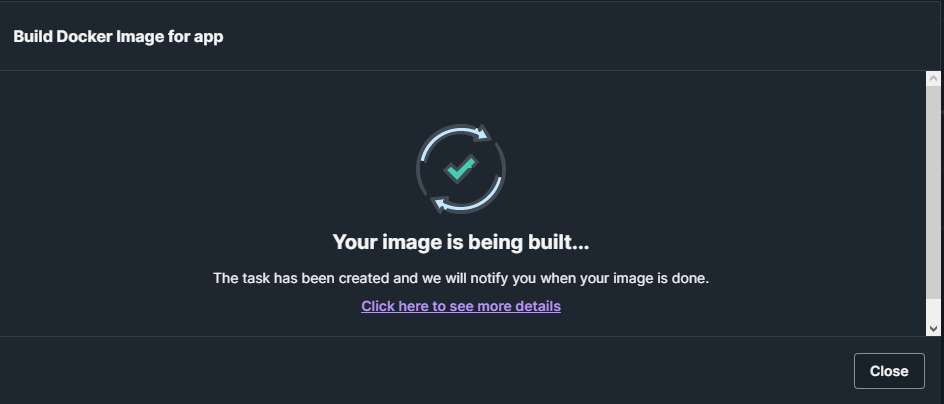 Build Docker Image for app
Your image is being built...
The task has been created and we will notify you when your image is done.
Click here to see more details
Close